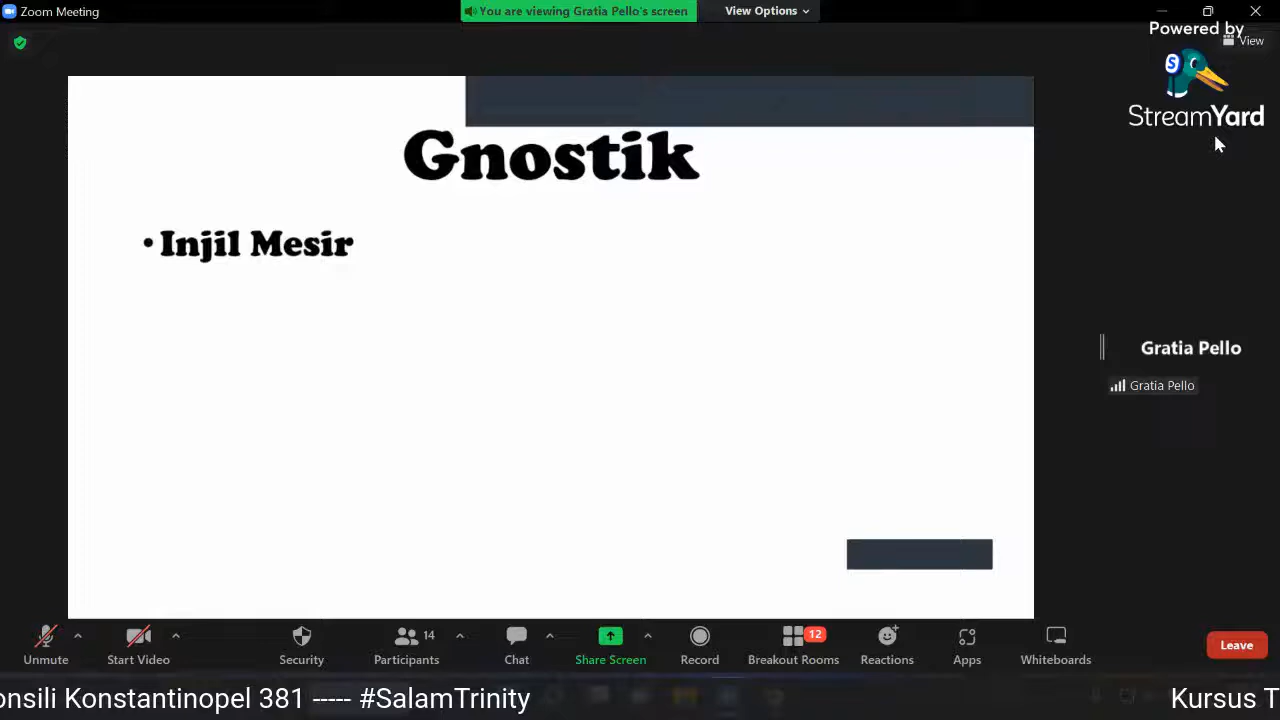 Zoom Meeting
You are viewing Gratia Pello's screen
View Options
Powered by
View
S
StreamYard
Gnostik
• Injil Mesir
Gratia Pello
Gratia Pello
Unmute
Start Video
Security
14
Participants
Chat
Share Screen
Record
12
Breakout Rooms
Reactions
Apps
Whiteboards
Leave
Konstantinopel 381 ----- #SalamTrinity
Kursus